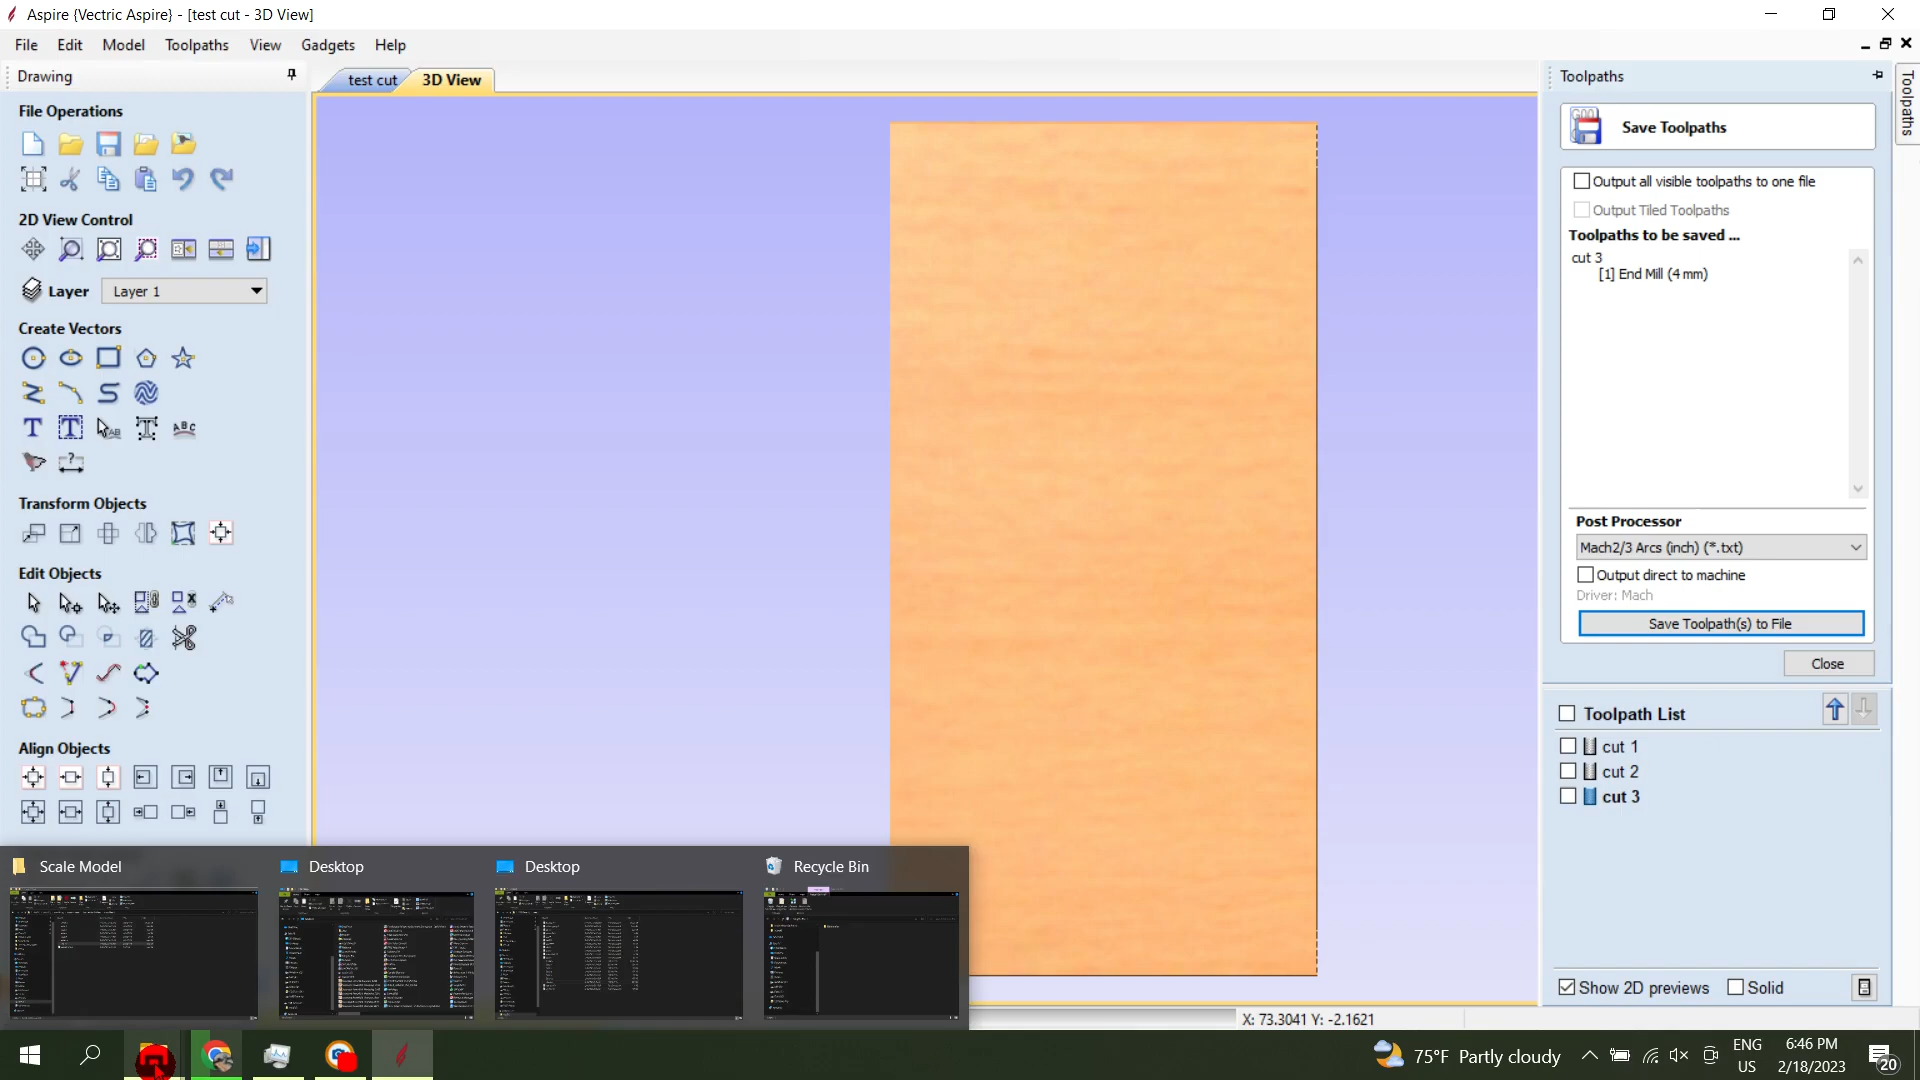 Aspire {Vectric Aspire} - [test cut - 3D View]
File Edit Model Toolpaths View Gadgets Help
Drawing
File Operations
2D View Control
Layer Layer 1
Create Vectors
Transform Objects
Edit Objects
Align Objects
test cut 3D View
Toolpaths
Toolpaths
Save Toolpaths
Output all visible toolpaths to one file
Output Tiled Toolpaths
Toolpaths to be saved ...
cut 3
[1] End Mill (4 mm)
Post Processor
Mach2/3 Arcs (inch) (*.txt)
Output direct to machine
Driver: Mach
Save Toolpath(s) to File
Close
Toolpath List
cut 1
cut 2
cut 3
Show 2D previews Solid
Scale Model Desktop Desktop Recycle Bin
X: 73.3041 Y: -2.1621
75°F Partly cloudy
ENG
US
6:46 PM
2/18/2023
20